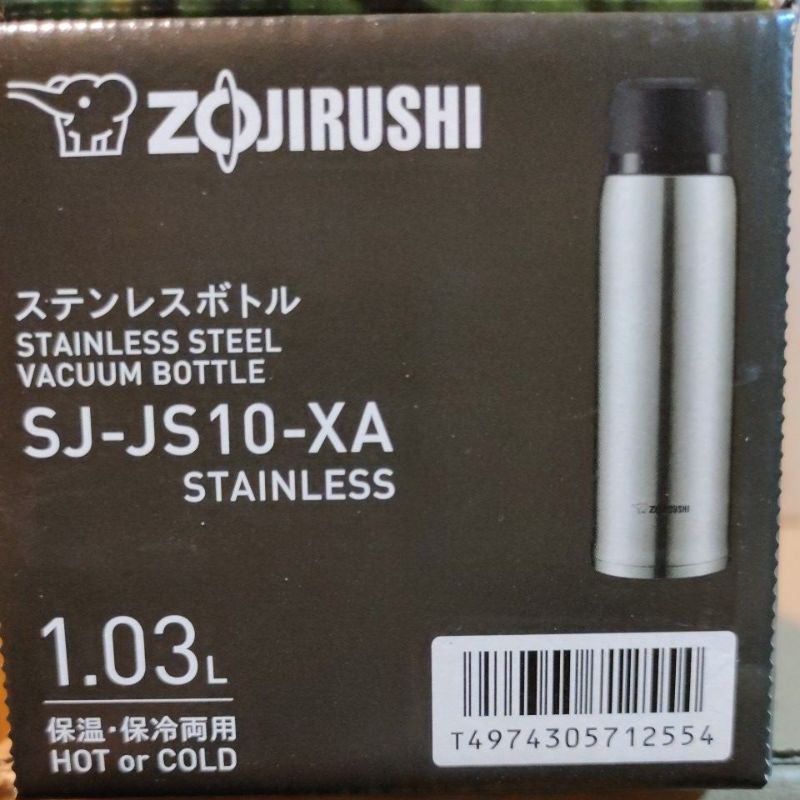 ZOJIRUSHI
ステンレスボトル
STAINLESS STEEL
VACUUM BOTTLE
SJ-JS10-XA
STAINLESS
ZOJIRUSHI
1.03L
保温・保冷両用
HOT or COLD
T4974305712554